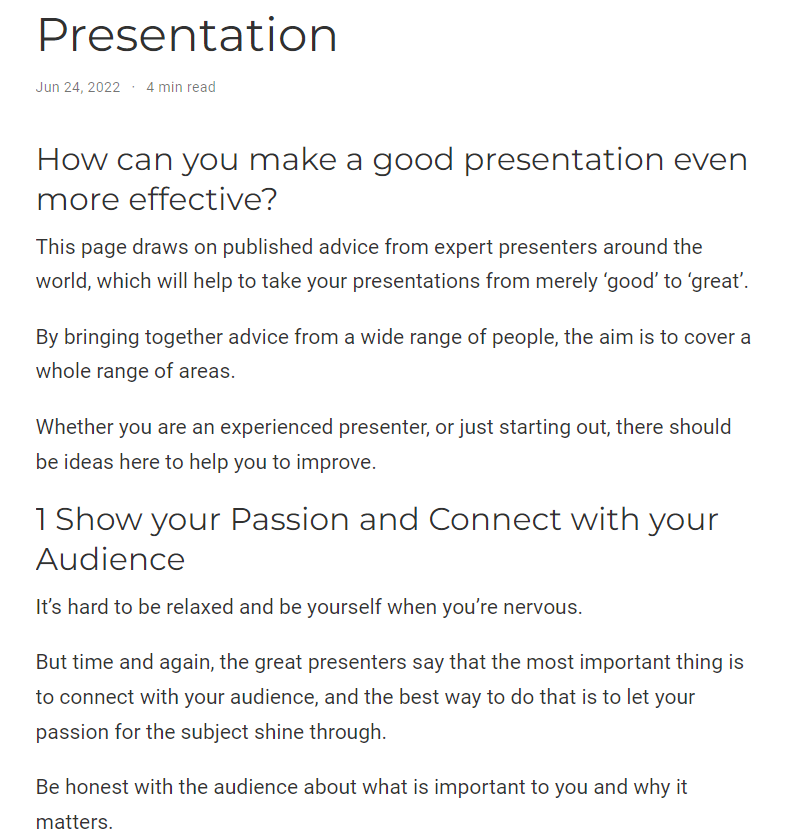 Presentation
Jun 24, 2022 · 4 min read
How can you make a good presentation even
more effective?
This page draws on published advice from expert presenters around the
world, which will help to take your presentations from merely ‘good’ to ‘great’.
By bringing together advice from a wide range of people, the aim is to cover a
whole range of areas.
Whether you are an experienced presenter, or just starting out, there should
be ideas here to help you to improve.
1 Show your Passion and Connect with your
Audience
It’s hard to be relaxed and be yourself when you’re nervous.
But time and again, the great presenters say that the most important thing is
to connect with your audience, and the best way to do that is to let your
passion for the subject shine through.
Be honest with the audience about what is important to you and why it
matters.